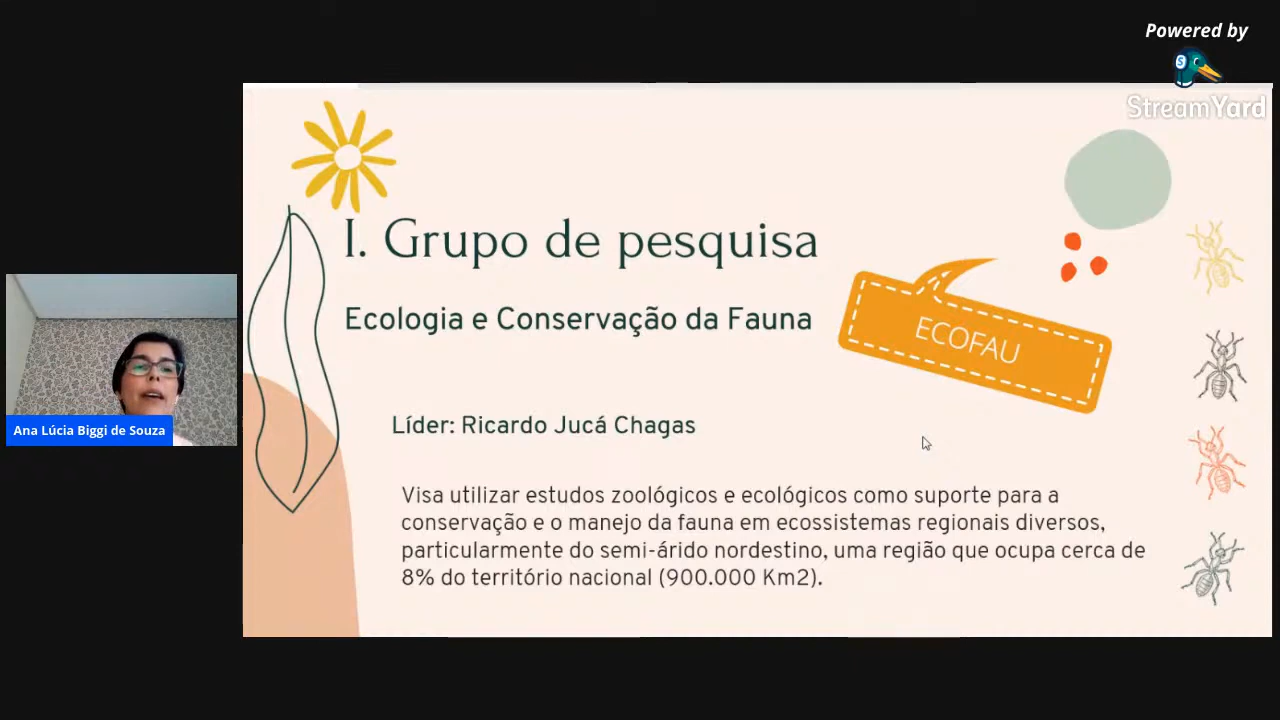 Powered by
StreamYard
I. Grupo de pesquisa
Ecologia e Conservação da Fauna
ECOFAU
Líder: Ricardo Jucá Chagas
Ana Lúcia Biggi de Souza
Visa utilizar estudos zoológicos e ecológicos como suporte para a
conservação e o manejo da fauna em ecossistemas regionais diversos,
particularmente do semi-árido nordestino, uma região que ocupa cerca de
8% do território nacional (900.000 Km2).